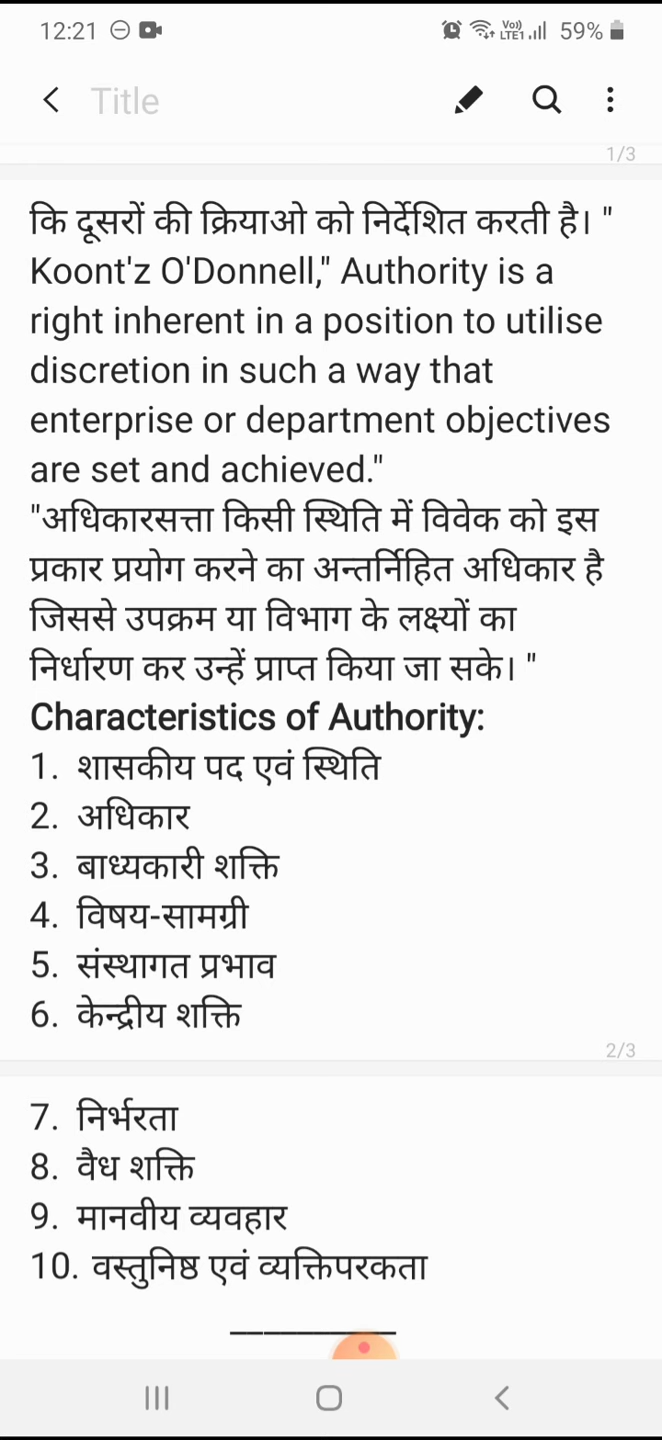 12:21
Vo)) LTE1 59%
Title
1/3
कि दूसरों की क्रियाओ को निर्देशित करती है। "
Koont'z O'Donnell," Authority is a
right inherent in a position to utilise
discretion in such a way that
enterprise or department objectives
are set and achieved."
"अधिकारसत्ता किसी स्थिति में विवेक को इस
प्रकार प्रयोग करने का अन्तर्निहित अधिकार है
जिससे उपक्रम या विभाग के लक्ष्यों का
निर्धारण कर उन्हें प्राप्त किया जा सके। "
Characteristics of Authority:
1. शासकीय पद एवं स्थिति
2. अधिकार
3. बाध्यकारी शक्ति
4. विषय-सामग्री
5. संस्थागत प्रभाव
6. केन्द्रीय शक्ति
2/3
7. निर्भरता
8. वैध शक्ति
9. मानवीय व्यवहार
10. वस्तुनिष्ठ एवं व्यक्तिपरकता